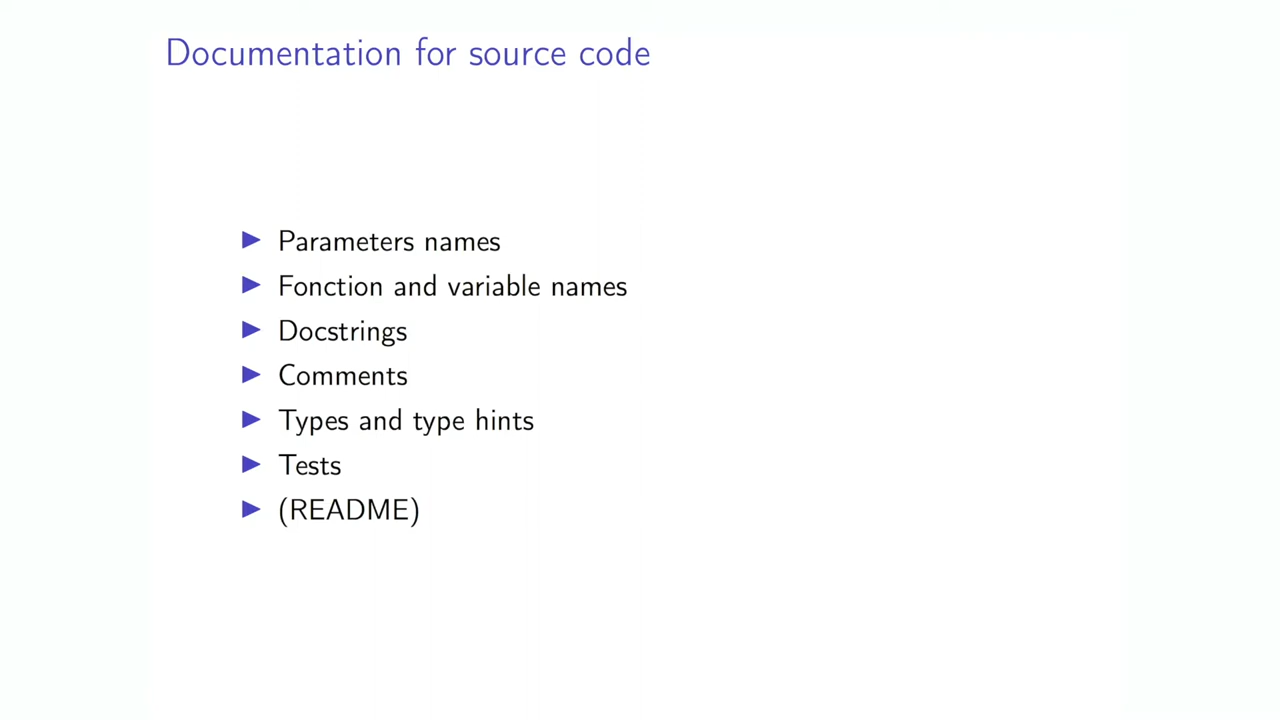 Documentation for source code
Parameters names
Fonction and variable names
Docstrings
Comments
Types and type hints
Tests
(README)